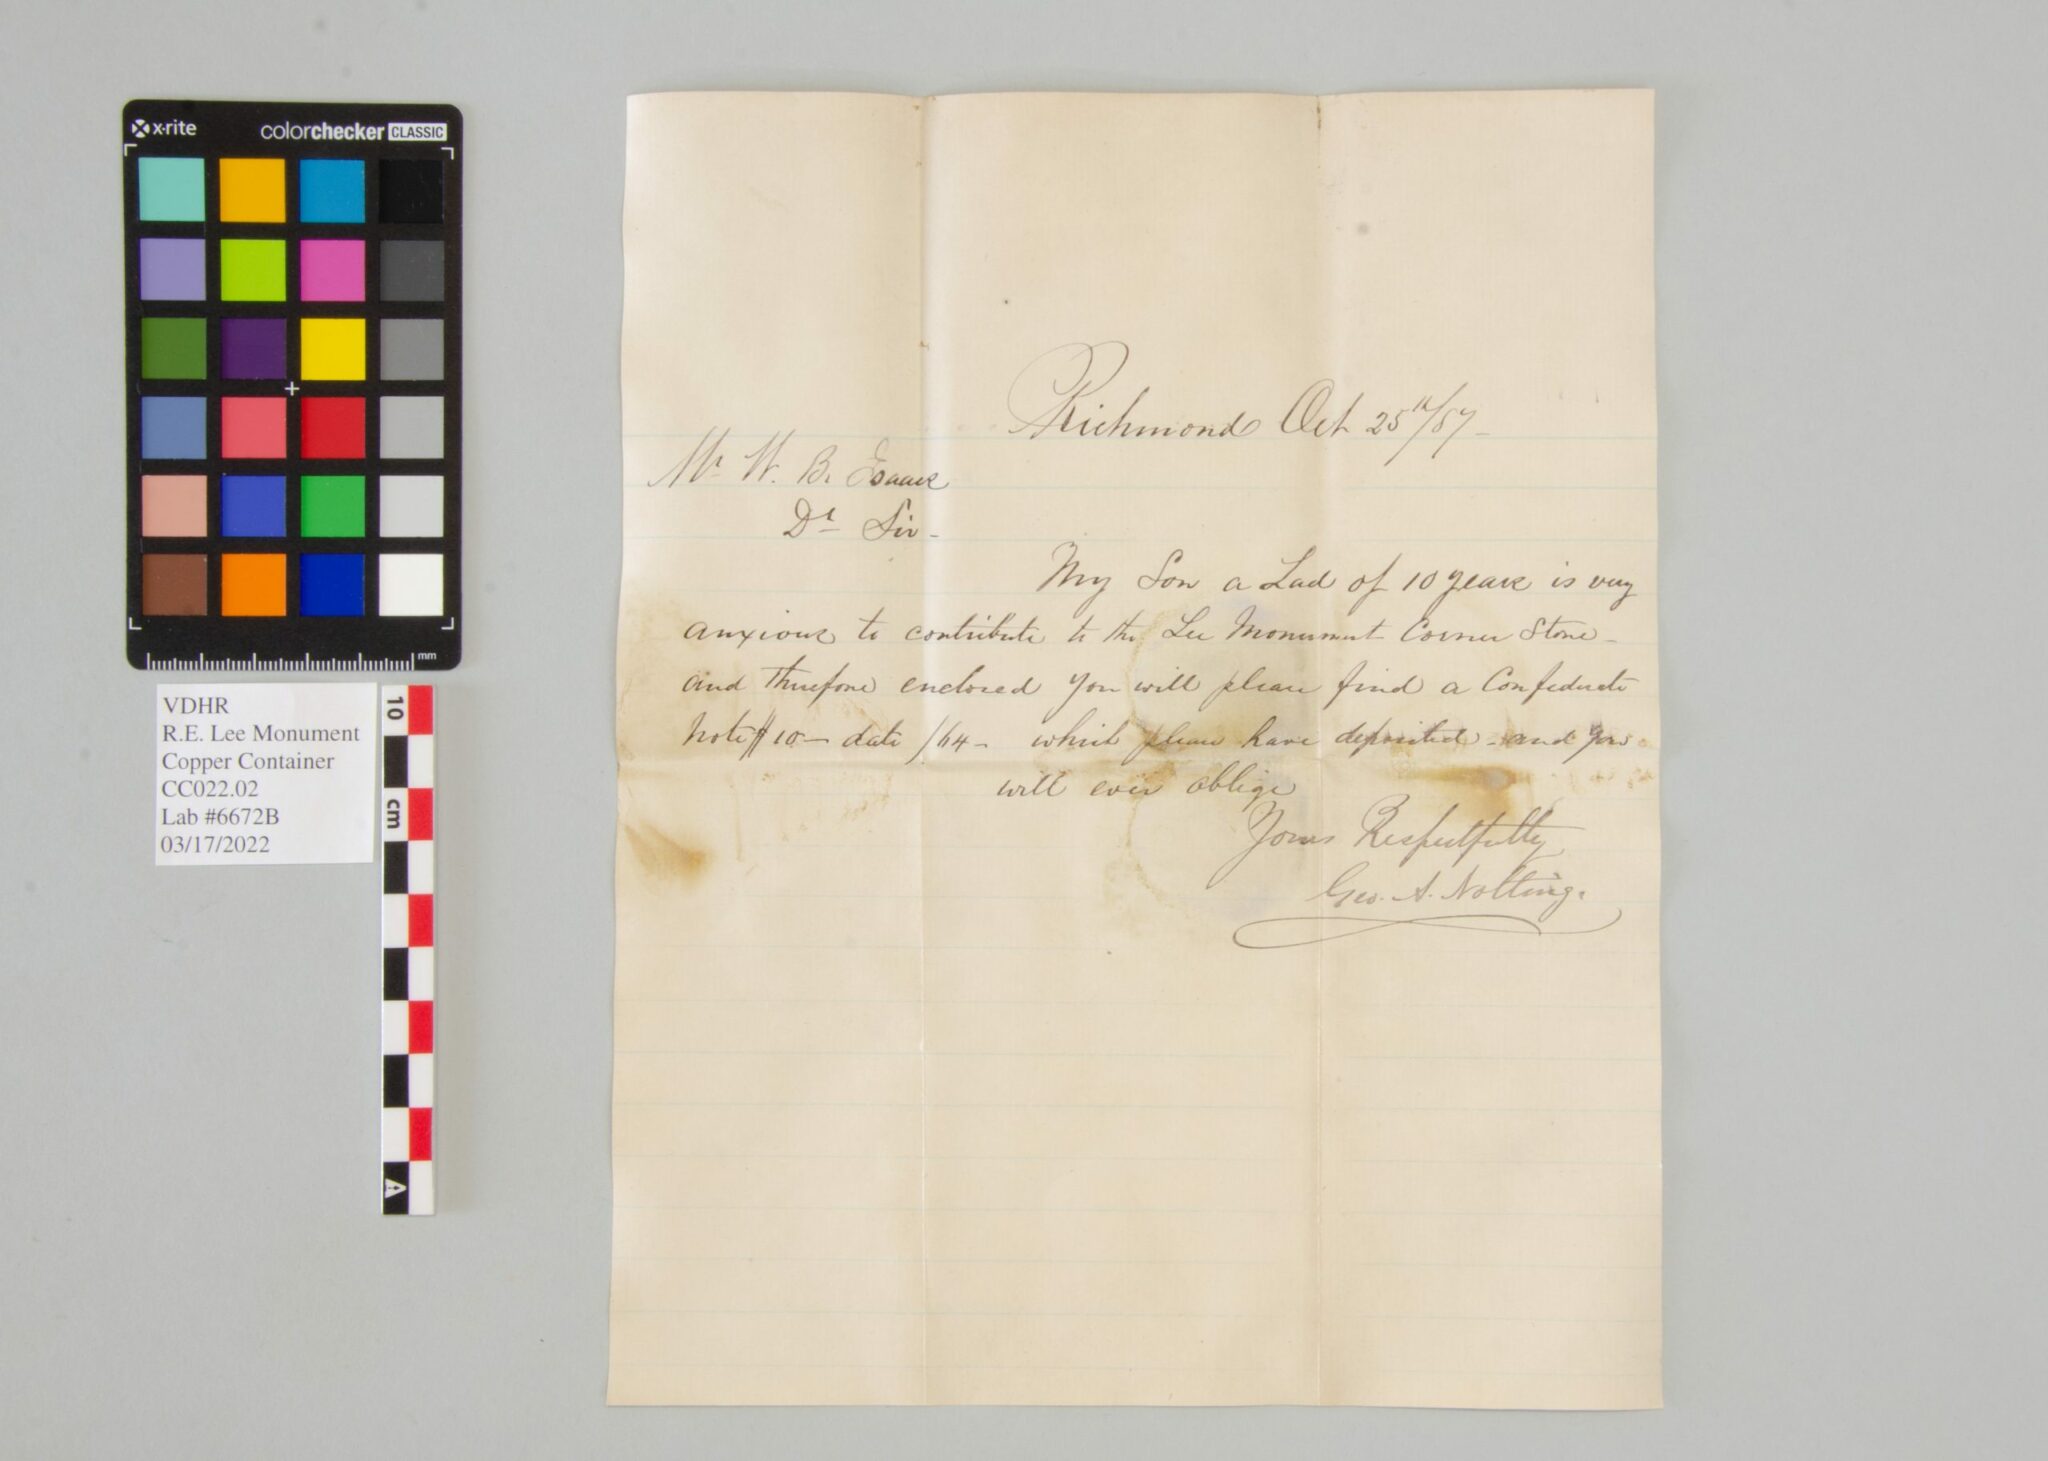 x·rite colorchecker CLASSIC
mm
VDHR
R.E. Lee Monument
Copper Container
CC022.02
Lab #6672B
03/17/2022
10
cm
A
Richmond Oct 25th/87
Mr W. B. Isaacs
Dr Sir -
My Son a Lad of 10 years is very
anxious to contribute to the Lee Monument Corner Stone -
and therefore enclosed you will please find a Confederate
note $10 - date /64 - which please have deposited - and you
will ever oblige
Yours Respectfully
Geo. A. Notting.